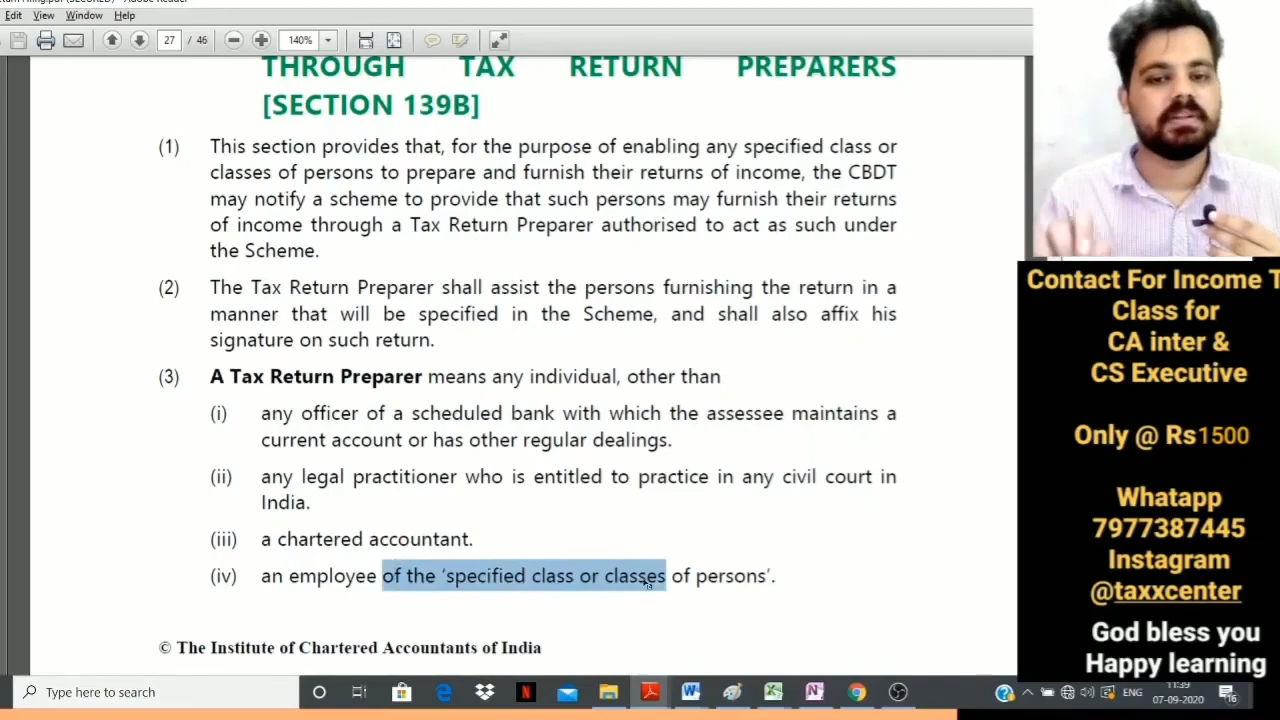 Edit View Window Help
27 / 46 140%
THROUGH TAX RETURN PREPARERS
[SECTION 139B]
(1) This section provides that, for the purpose of enabling any specified class or
classes of persons to prepare and furnish their returns of income, the CBDT
may notify a scheme to provide that such persons may furnish their returns
of income through a Tax Return Preparer authorised to act as such under
the Scheme.
(2) The Tax Return Preparer shall assist the persons furnishing the return in a
manner that will be specified in the Scheme, and shall also affix his
signature on such return.
(3) A Tax Return Preparer means any individual, other than
(i) any officer of a scheduled bank with which the assessee maintains a
current account or has other regular dealings.
(ii) any legal practitioner who is entitled to practice in any civil court in
India.
(iii) a chartered accountant.
(iv) an employee of the ‘specified class or classes of persons’.
© The Institute of Chartered Accountants of India
Contact For Income T
Class for
CA inter &
CS Executive
Only @ Rs1500
Whatapp
7977387445
Instagram
@taxxcenter
God bless you
Happy learning
Type here to search
ENG
11:39
07-09-2020
16